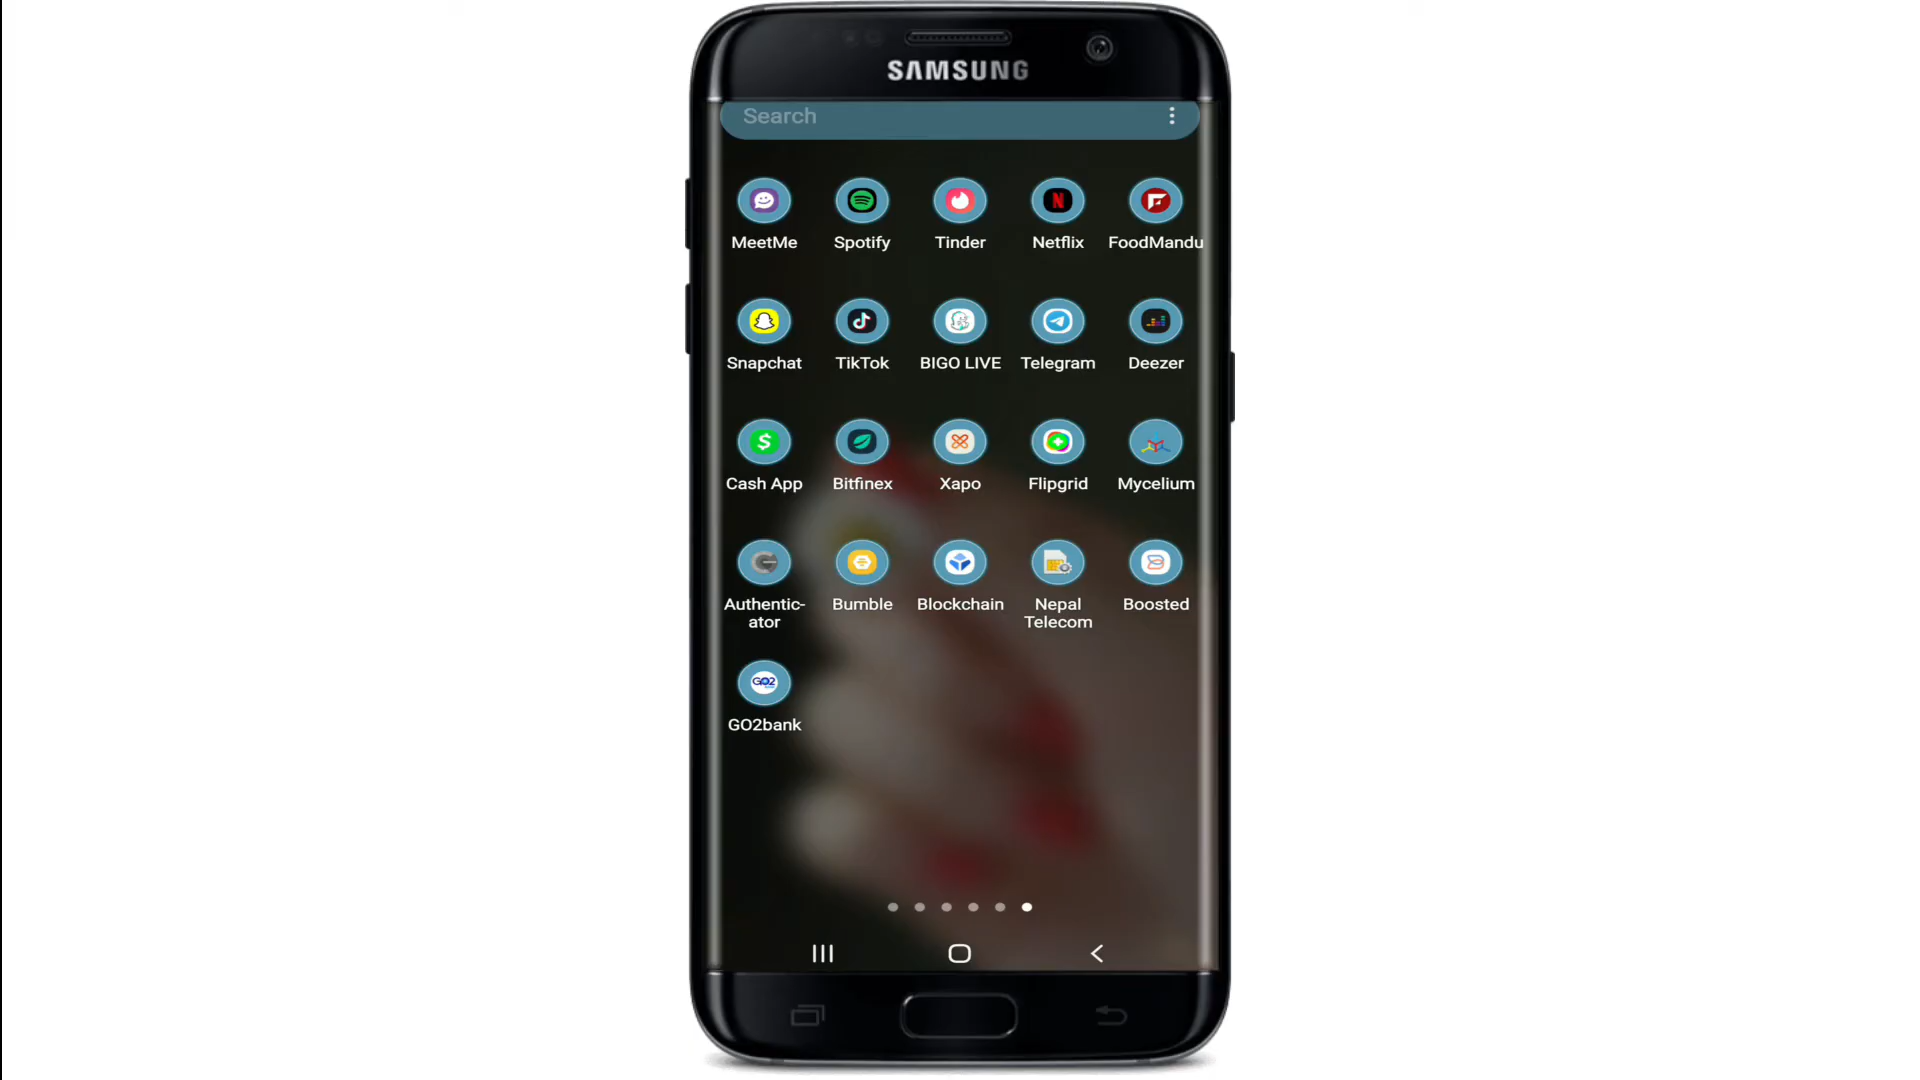 SAMSUNG
Search
MeetMe Spotify Tinder Netflix FoodMandu
Snapchat TikTok BIGO LIVE Telegram Deezer
Cash App Bitfinex Xapo Flipgrid Mycelium
Authentic- Bumble Blockchain Nepal Boosted
ator Telecom
GO2
GO2bank